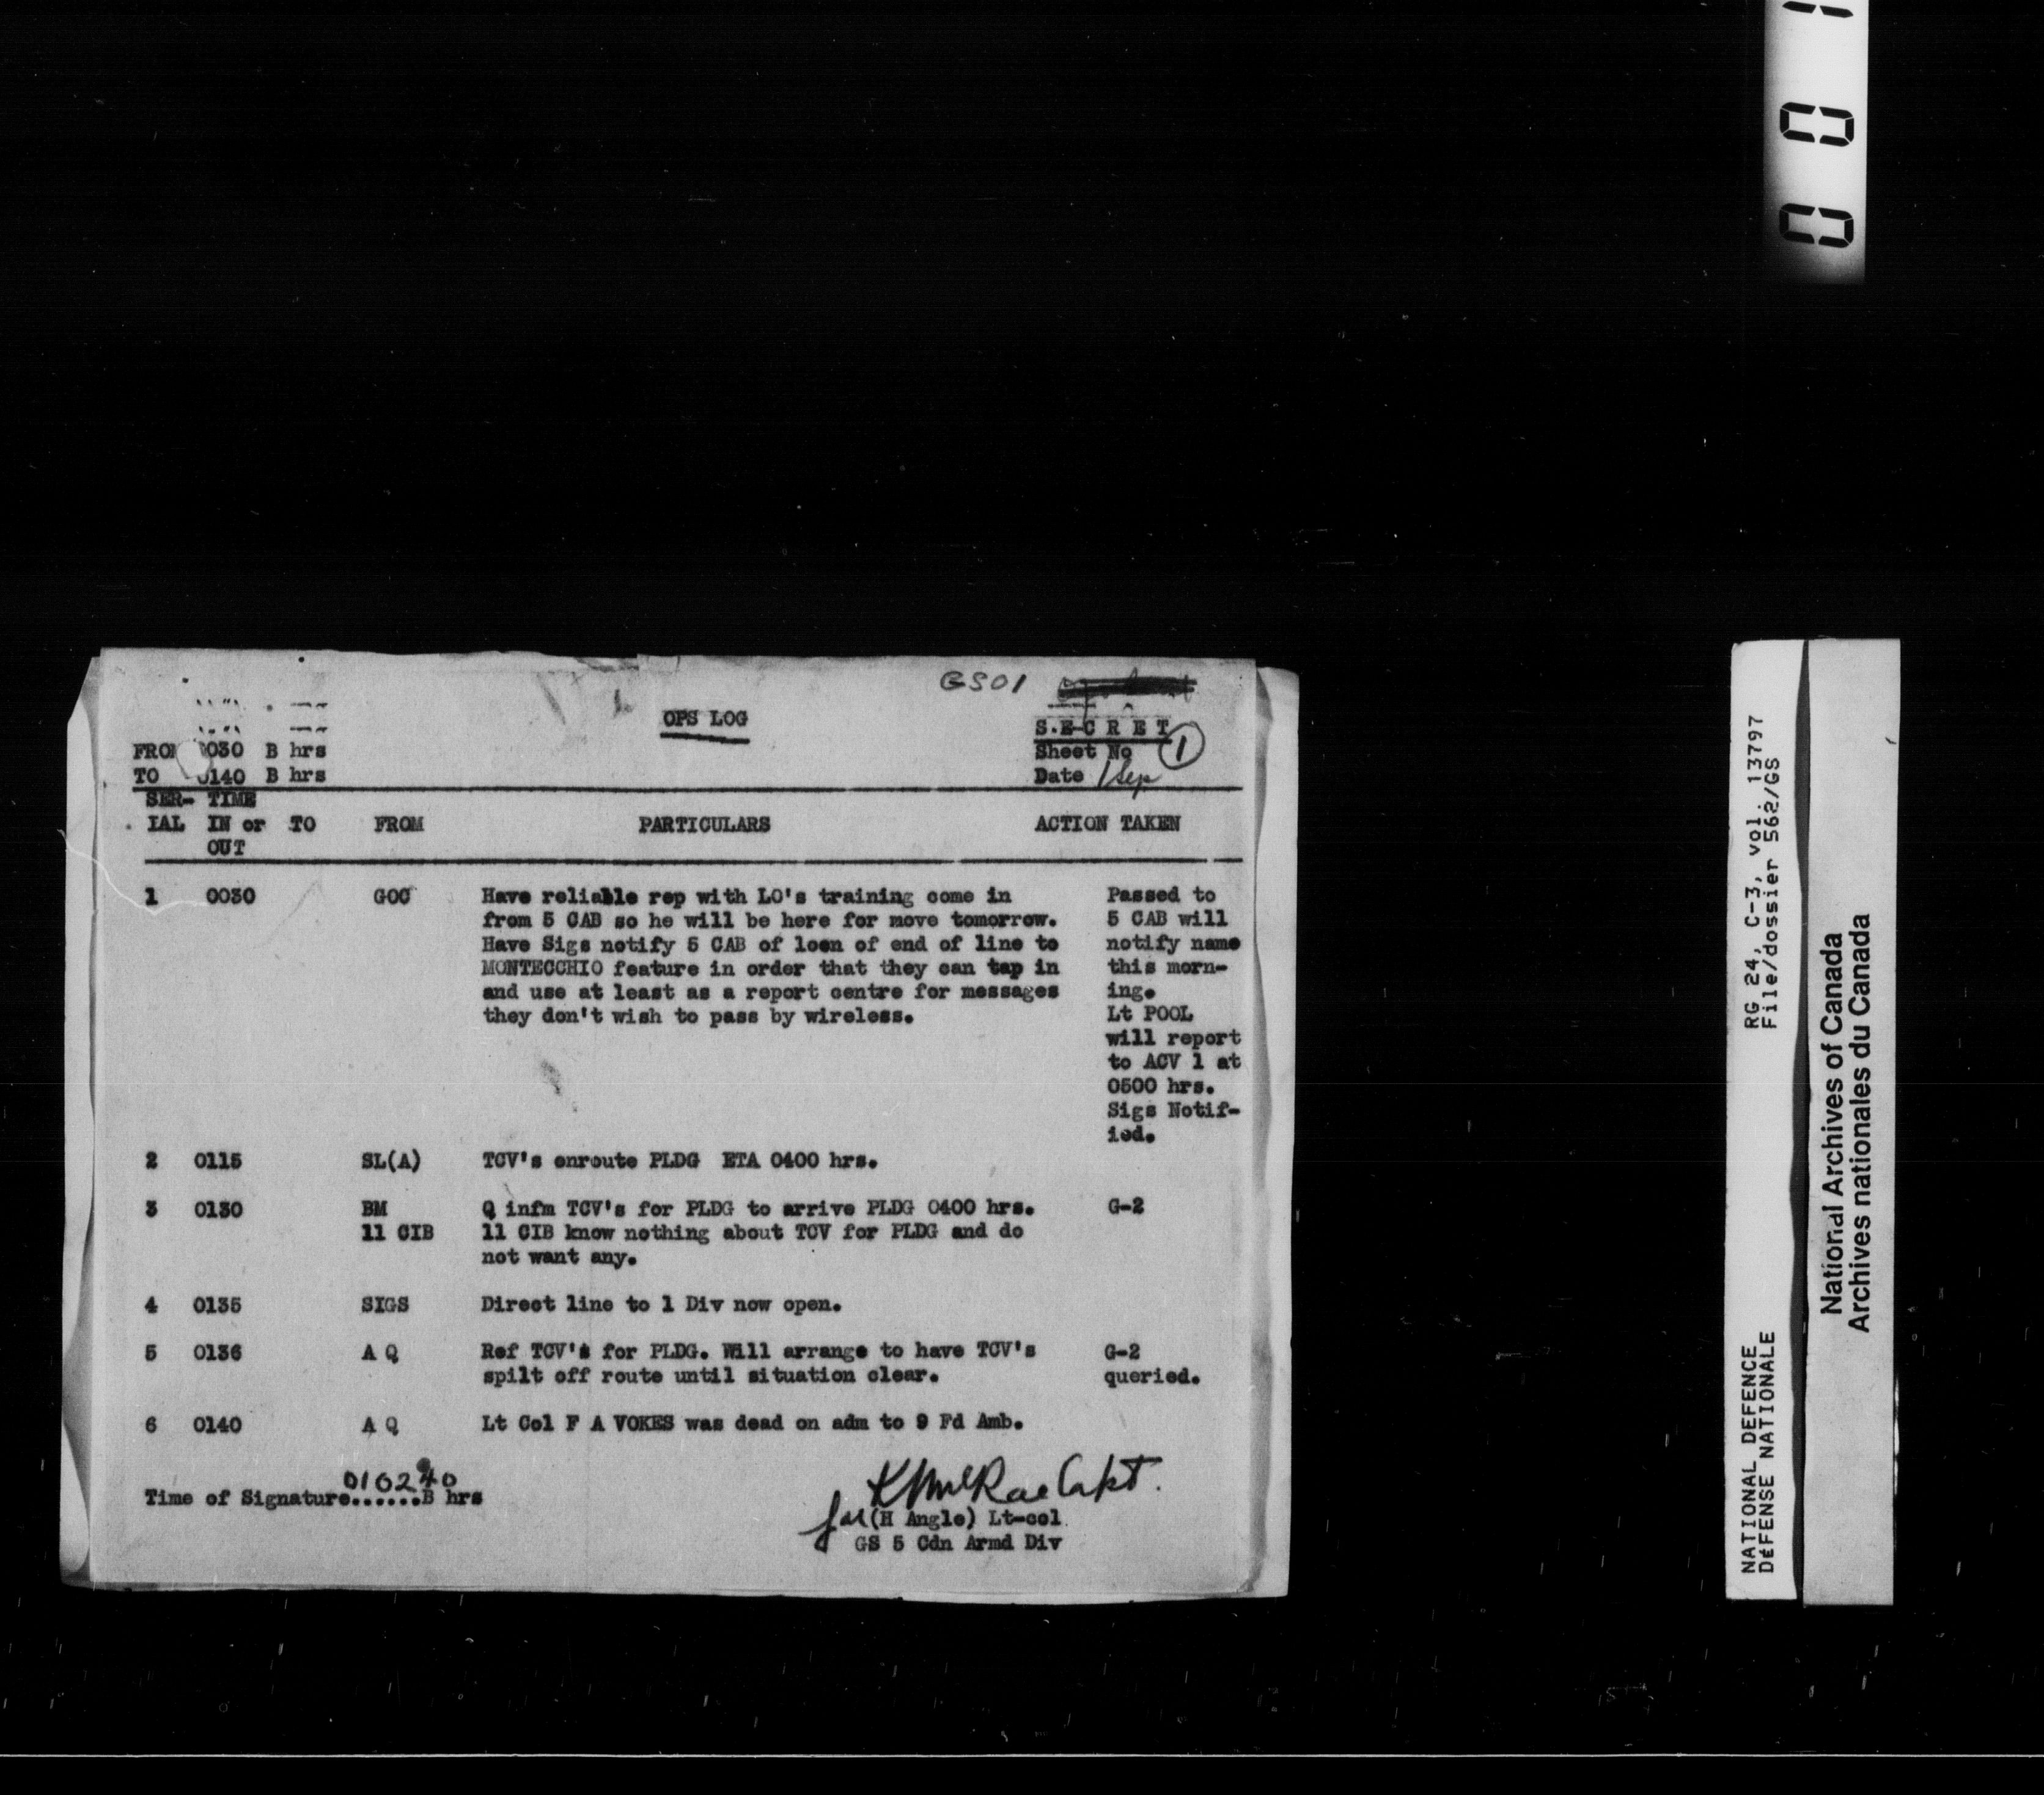 001
GSO1
OPS LOG
S.E-C R E T
FROM 0030 B hrs
Sheet No 1
TO 0140 B hrs
Date 1 Sep
SER- TIME
IAL IN or TO FROM PARTICULARS ACTION TAKEN
OUT
1 0030 GOC Have reliable rep with LO's training come in Passed to
from 5 CAB so he will be here for move tomorrow. 5 CAB will
Have Sigs notify 5 CAB of loen of end of line to notify name
MONTECCHIO feature in order that they can tap in this morn-
and use at least as a report centre for messages ing.
they don't wish to pass by wireless. Lt POOL
will report
to ACV 1 at
0500 hrs.
Sigs Notif-
ied.
2 0115 SL(A) TCV's enroute PLDG ETA 0400 hrs.
3 0130 BM Q infm TCV's for PLDG to arrive PLDG 0400 hrs. G-2
11 CIB 11 CIB know nothing about TCV for PLDG and do
not want any.
4 0135 SIGS Direct line to 1 Div now open.
5 0136 A Q Ref TCV's for PLDG. Will arrange to have TCV's G-2
spilt off route until situation clear. queried.
6 0140 A Q Lt Col F A VOKES was dead on adm to 9 Fd Amb.
010240
Time of Signature.......B hrs
Capt.
for (H Angle) Lt-col
GS 5 Cdn Armd Div
RG 24, C-3, vol. 13797
File/dossier 562/GS
NATIONAL DEFENCE
DÉFENSE NATIONALE
National Archives of Canada
Archives nationales du Canada